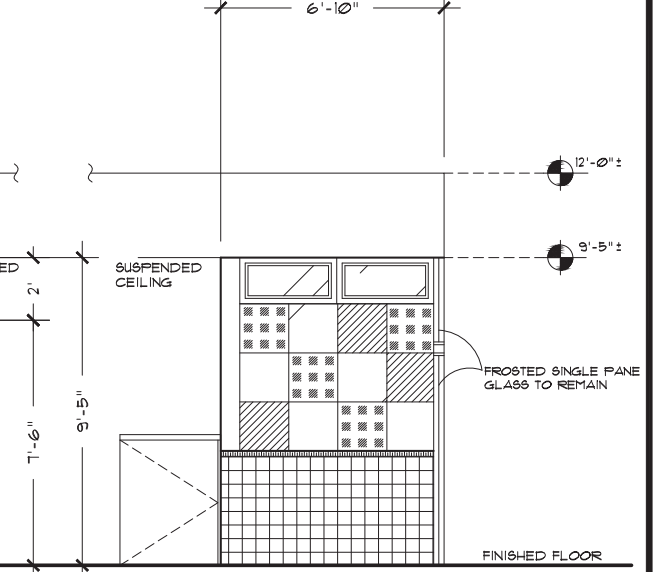 6'-10"
12'-0"±
9'-5"±
ED
SUSPENDED
CEILING
2'
FROSTED SINGLE PANE
GLASS TO REMAIN
9'-5"
7'-6"
FINISHED FLOOR